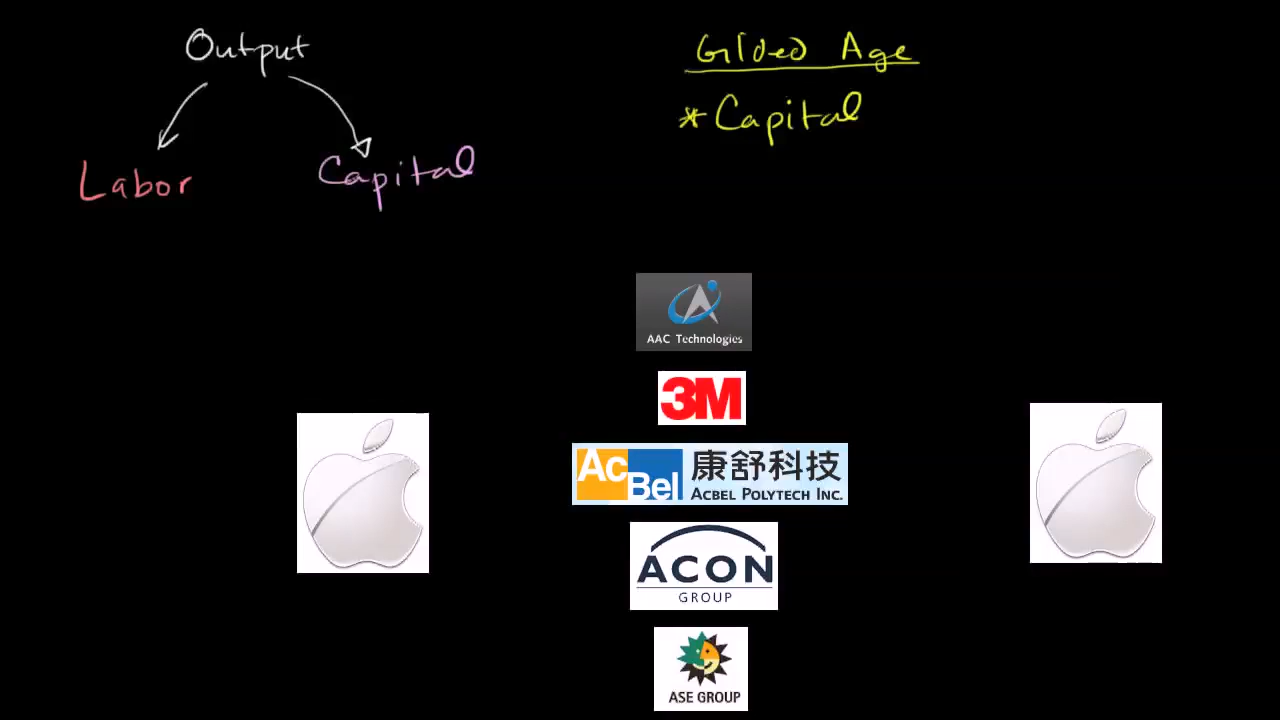 Output
Gilded Age
*Capital
Labor
Capital
AAC Technologies
3M
AcBel 康舒科技
ACBEL POLYTECH INC.
ACON
GROUP
ASE GROUP